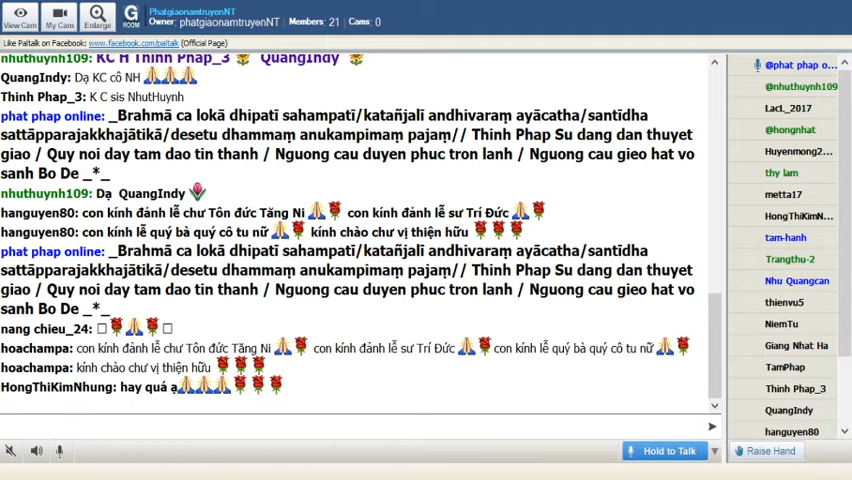 PhatgiaonamtruyenNT
Owner: phatgiaonamtruyenNT Members: 21 Cams: 0
View Cam
My Cam
Enlarge
G
ROOM
Like Paltalk on Facebook: www.facebook.com/paltalk (Official Page)
nhuthuynh109: KC H Thinh Phap_3 QuangIndy
QuangIndy: Dạ KC cô NH
Thinh Phap_3: K C sis NhutHuynh
phat phap online: _Brahmā ca lokā dhipatī sahampatī/katañjalī andhivaraṃ ayācatha/santīdha
sattāpparajakkhajātikā/desetu dhammaṃ anukampimaṃ pajaṃ// Thinh Phap Su dang dan thuyet
giao / Quy noi day tam dao tin thanh / Nguong cau duyen phuc tron lanh / Nguong cau gieo hat vo
sanh Bo De _*_
nhuthuynh109: Dạ QuangIndy
hanguyen80: con kính đảnh lễ chư Tôn đức Tăng Ni con kính đảnh lễ sư Trí Đức
hanguyen80: con kính lễ quý bà quý cô tu nữ kính chào chư vị thiện hữu
phat phap online: _Brahmā ca lokā dhipatī sahampatī/katañjalī andhivaraṃ ayācatha/santīdha
sattāpparajakkhajātikā/desetu dhammaṃ anukampimaṃ pajaṃ// Thinh Phap Su dang dan thuyet
giao / Quy noi day tam dao tin thanh / Nguong cau duyen phuc tron lanh / Nguong cau gieo hat vo
sanh Bo De _*_
nang chieu_24:
hoachampa: con kính đảnh lễ chư Tôn đức Tăng Ni con kính đảnh lễ sư Trí Đức con kính lễ quý bà quý cô tu nữ
hoachampa: kính chào chư vị thiện hữu
HongThiKimNhung: hay quá ạ
@phat phap o...
@nhuthuynh109
LacL_2017
@hongnhat
Huyenmong2...
thy lam
metta17
HongThiKimN...
tam-hanh
Trangthu-2
Nhu Quangcan
thienvu5
NiemTu
Giang Nhat Ha
TamPhap
Thinh Phap_3
QuangIndy
hanguyen80
Hold to Talk
Raise Hand